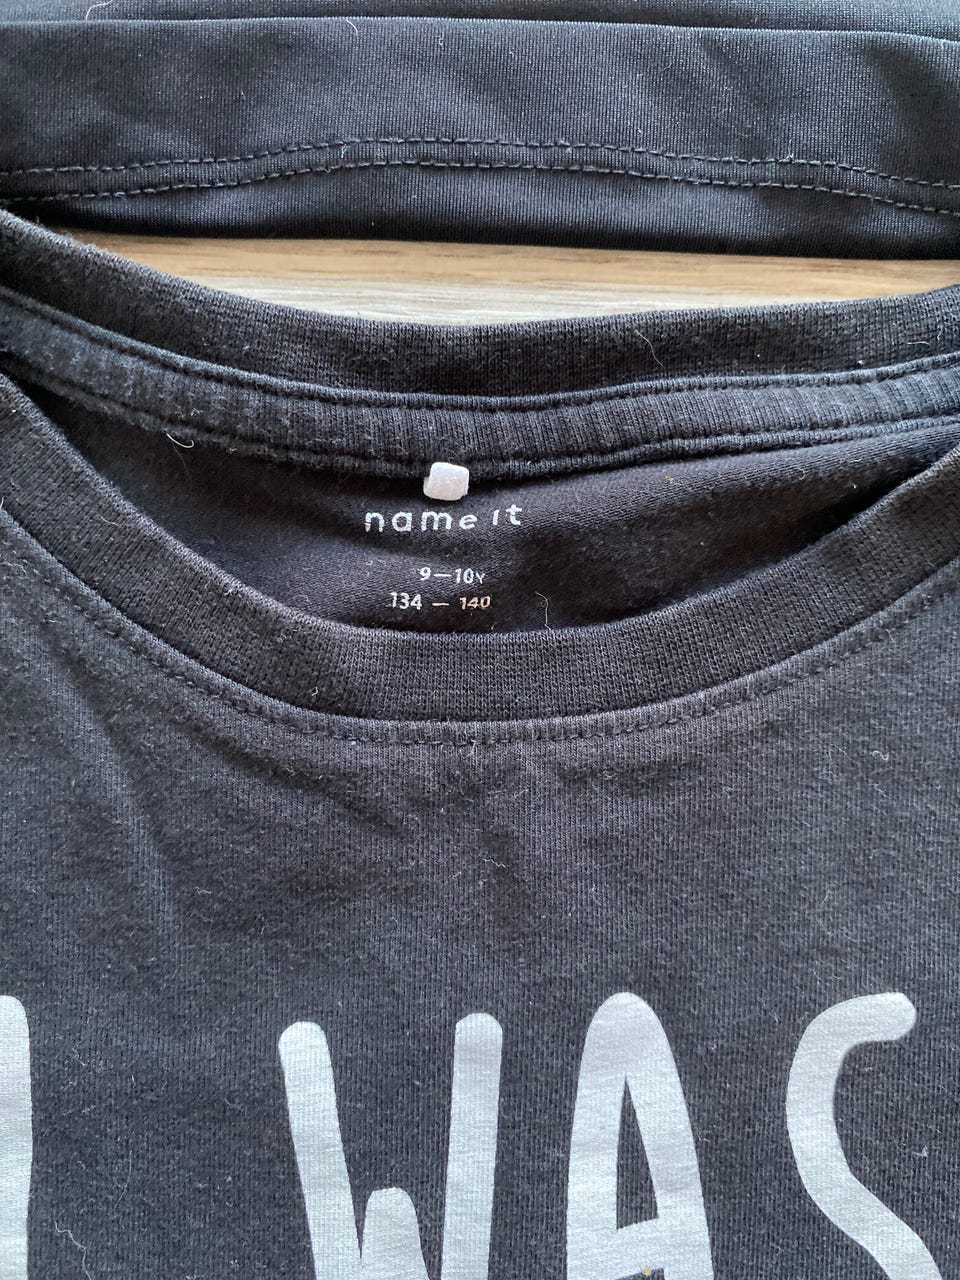 name it
9–10Y
134 – 140
I WAS